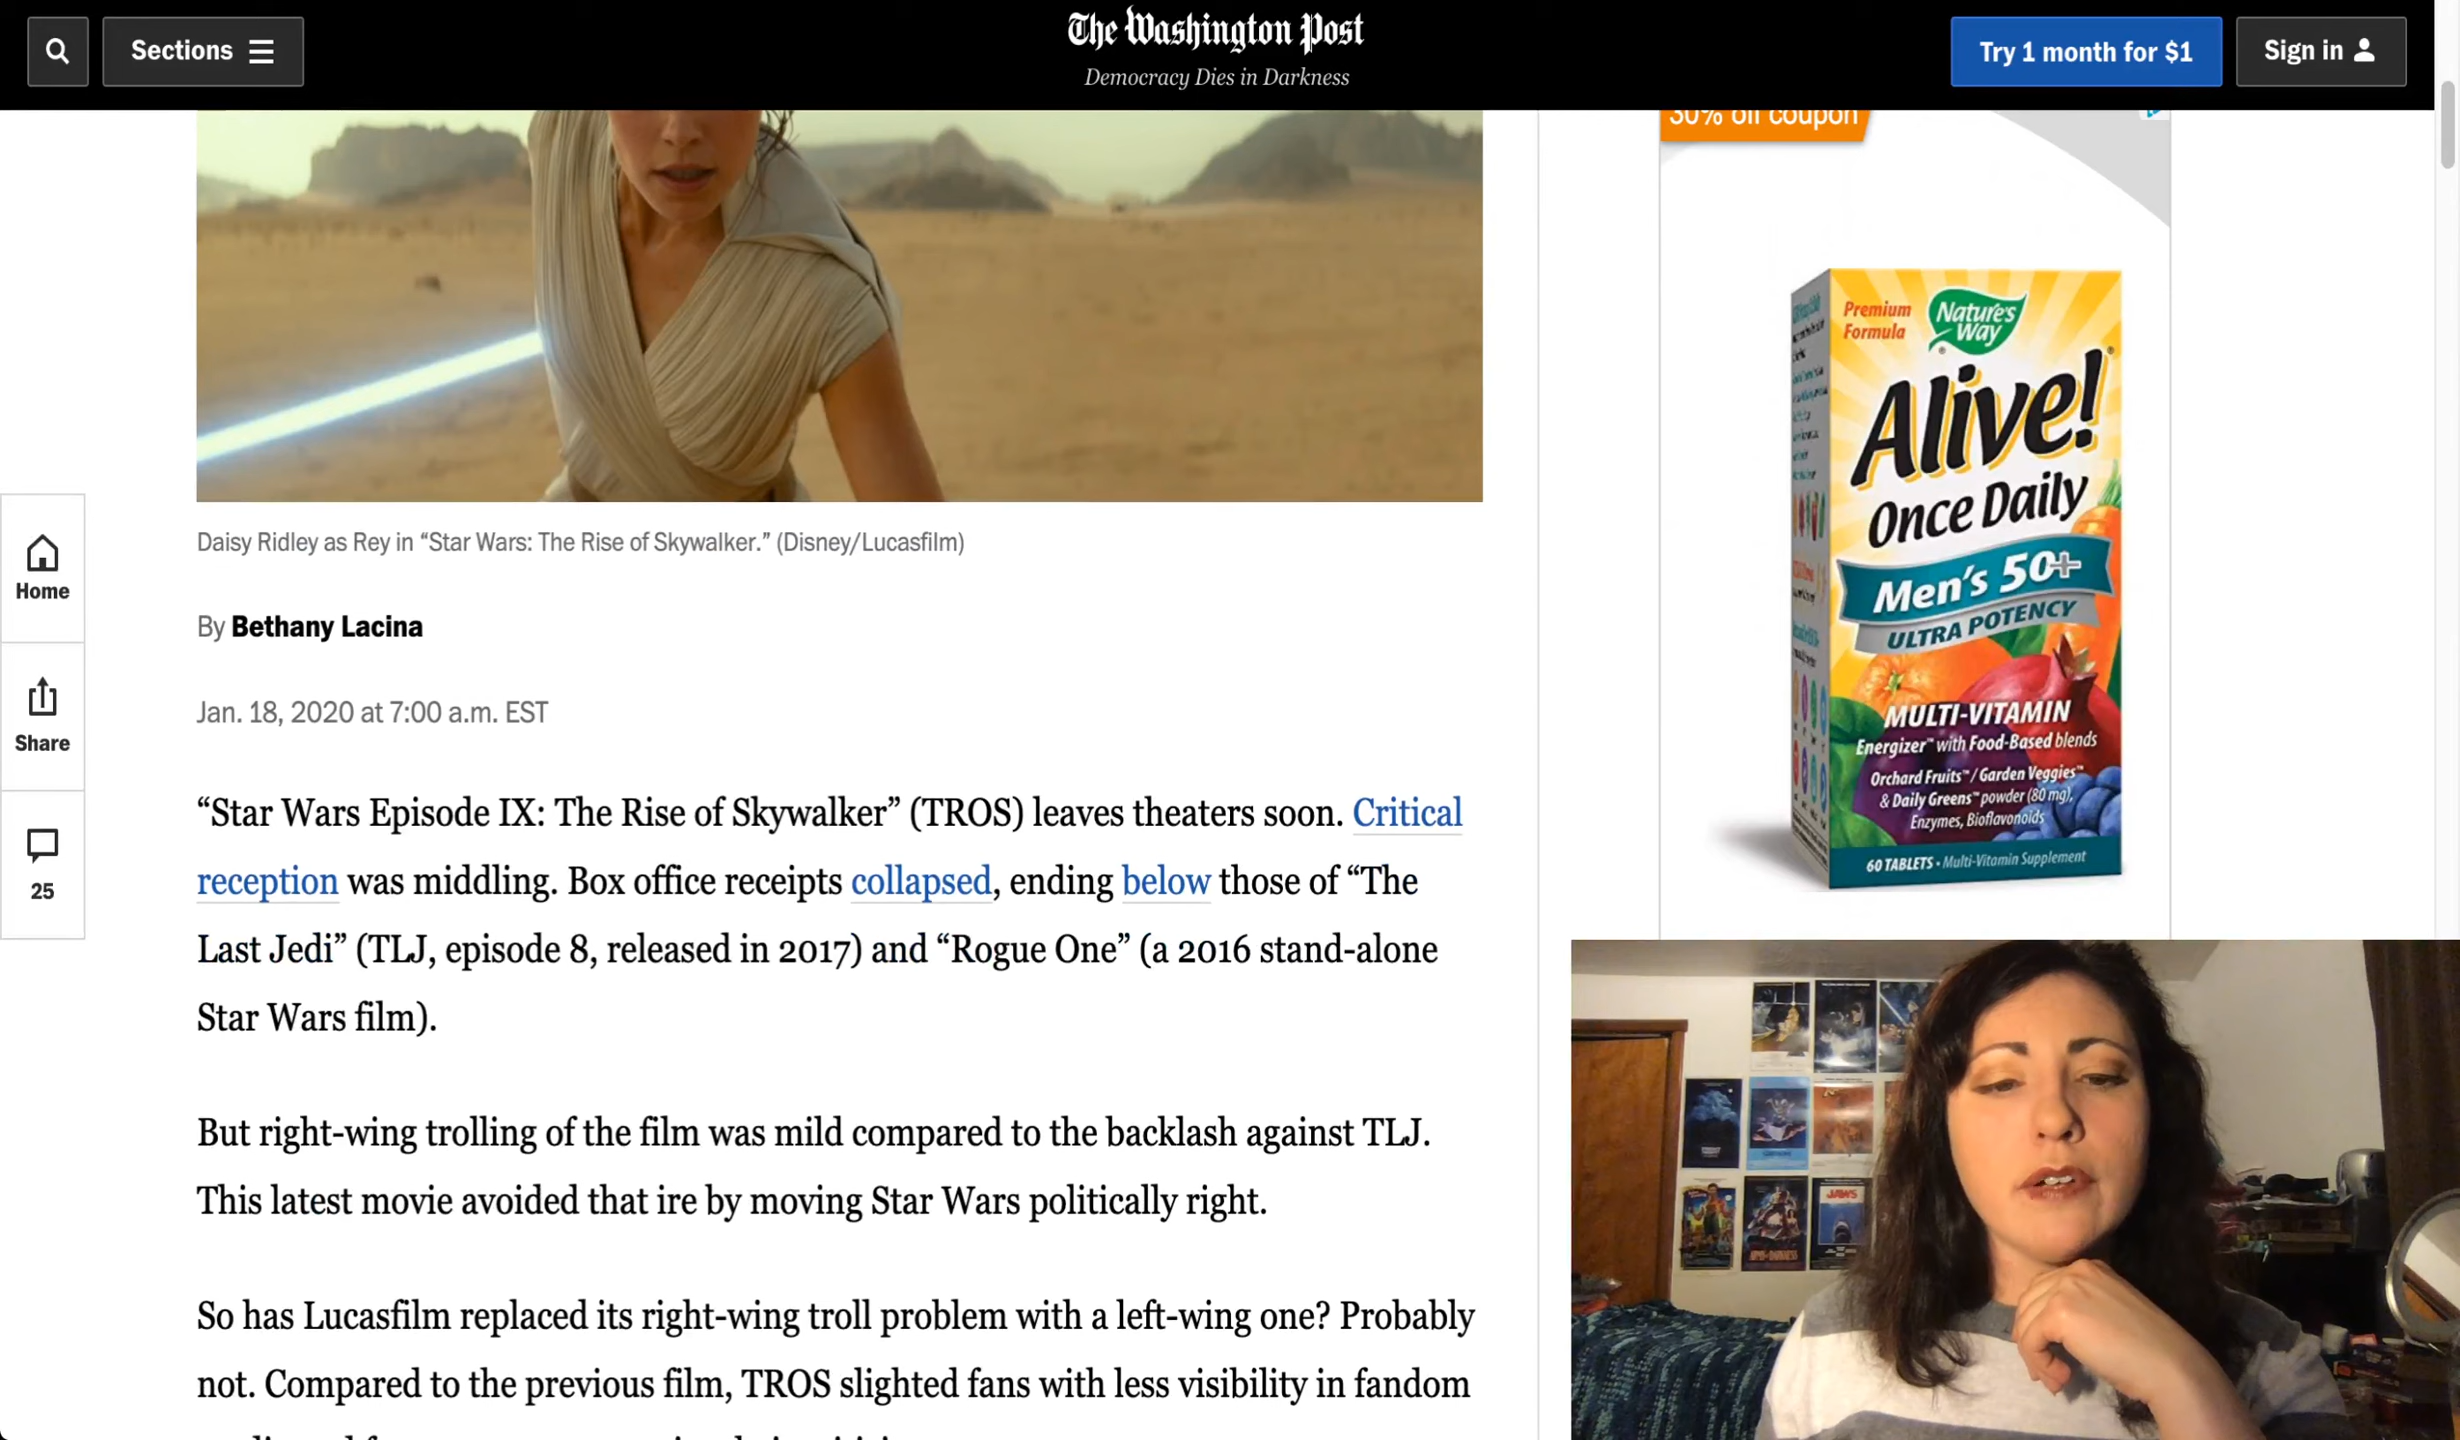 Sections
The Washington Post
Democracy Dies in Darkness
Try 1 month for $1
Sign in
30% off coupon
Daisy Ridley as Rey in “Star Wars: The Rise of Skywalker.” (Disney/Lucasfilm)
By Bethany Lacina
Jan. 18, 2020 at 7:00 a.m. EST
“Star Wars Episode IX: The Rise of Skywalker” (TROS) leaves theaters soon. Critical
reception was middling. Box office receipts collapsed, ending below those of “The
Last Jedi” (TLJ, episode 8, released in 2017) and “Rogue One” (a 2016 stand-alone
Star Wars film).
But right-wing trolling of the film was mild compared to the backlash against TLJ.
This latest movie avoided that ire by moving Star Wars politically right.
So has Lucasfilm replaced its right-wing troll problem with a left-wing one? Probably
not. Compared to the previous film, TROS slighted fans with less visibility in fandom
Home
Share
25
Premium
Formula
Nature's
Way
Alive!
Once Daily
Men's 50+
ULTRA POTENCY
MULTI-VITAMIN
Energizer™ with Food-Based blends
Orchard Fruits™/Garden Veggies™
& Daily Greens™ powder (80 mg),
Enzymes, Bioflavonoids
60 TABLETS • Multi-Vitamin Supplement
JAWS